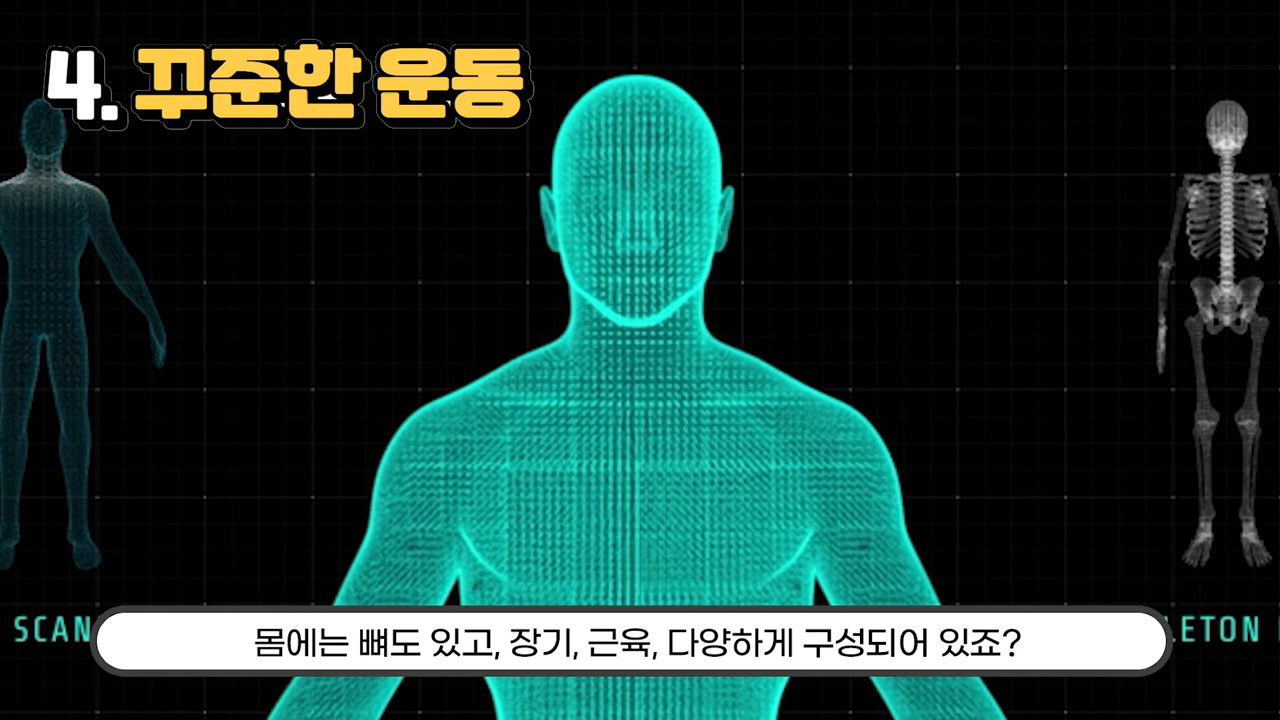 4. 꾸준한 운동
SCAN
LETON
몸에는 뼈도 있고, 장기, 근육, 다양하게 구성되어 있죠?